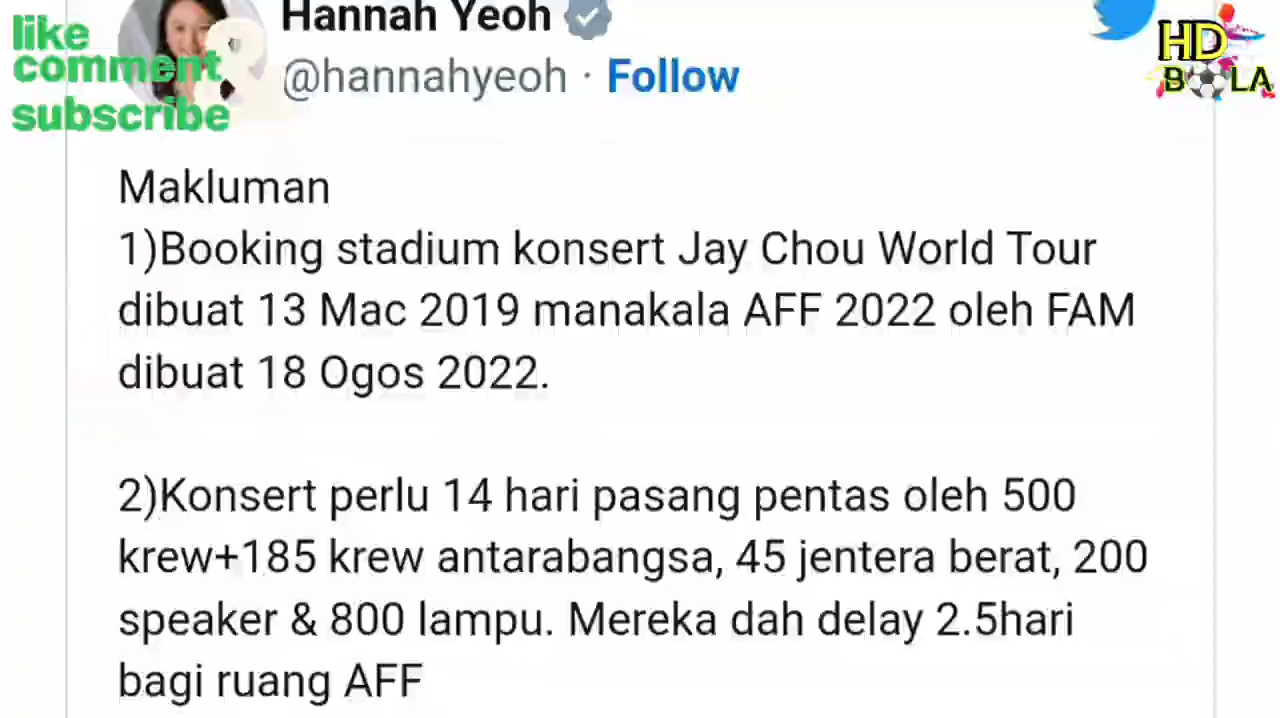 like
comment
subscribe
Hannah Yeoh
@hannahyeoh · Follow
HD
BOLA
Makluman
1)Booking stadium konsert Jay Chou World Tour
dibuat 13 Mac 2019 manakala AFF 2022 oleh FAM
dibuat 18 Ogos 2022.
2)Konsert perlu 14 hari pasang pentas oleh 500
krew+185 krew antarabangsa, 45 jentera berat, 200
speaker & 800 lampu. Mereka dah delay 2.5hari
bagi ruang AFF